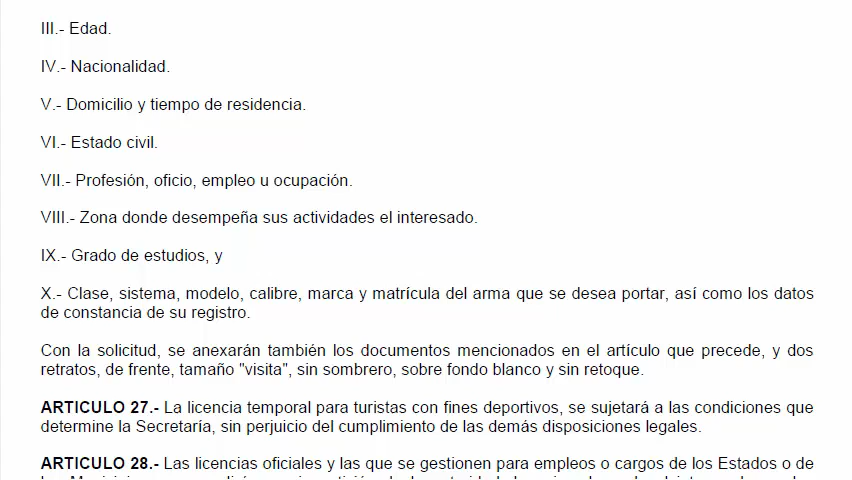 III.- Edad.
IV.- Nacionalidad.
V.- Domicilio y tiempo de residencia.
VI.- Estado civil.
VII.- Profesión, oficio, empleo u ocupación.
VIII.- Zona donde desempeña sus actividades el interesado.
IX.- Grado de estudios, y
X.- Clase, sistema, modelo, calibre, marca y matrícula del arma que se desea portar, así como los datos
de constancia de su registro.
Con la solicitud, se anexarán también los documentos mencionados en el artículo que precede, y dos
retratos, de frente, tamaño "visita", sin sombrero, sobre fondo blanco y sin retoque.
ARTICULO 27.- La licencia temporal para turistas con fines deportivos, se sujetará a las condiciones que
determine la Secretaría, sin perjuicio del cumplimiento de las demás disposiciones legales.
ARTICULO 28.- Las licencias oficiales y las que se gestionen para empleos o cargos de los Estados o de